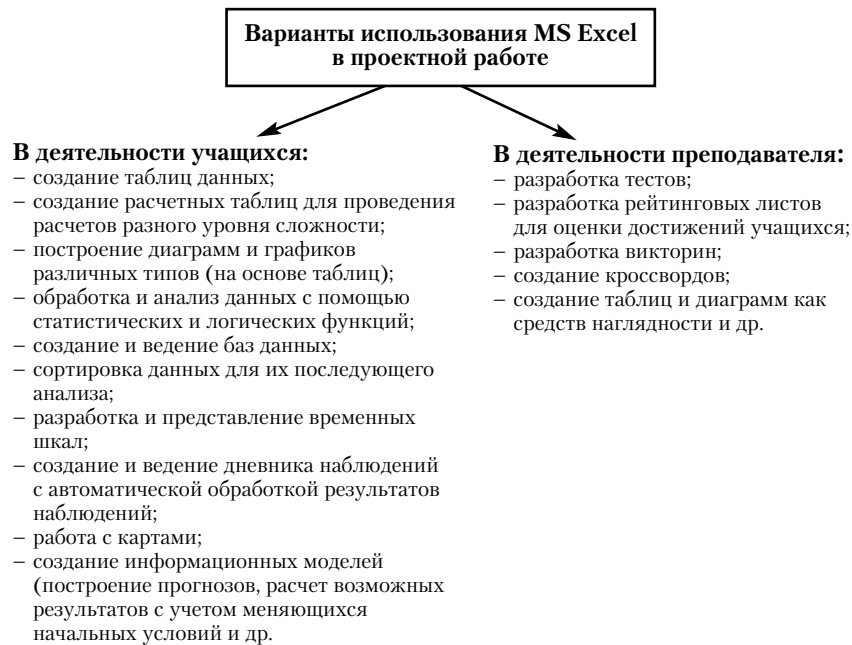 Варианты использования MS Excel
в проектной работе
В деятельности учащихся:
– создание таблиц данных;
– создание расчетных таблиц для проведения
расчетов разного уровня сложности;
– построение диаграмм и графиков
различных типов (на основе таблиц);
– обработка и анализ данных с помощью
статистических и логических функций;
– создание и ведение баз данных;
– сортировка данных для их последующего
анализа;
– разработка и представление временных
шкал;
– создание и ведение дневника наблюдений
с автоматической обработкой результатов
наблюдений;
– работа с картами;
– создание информационных моделей
(построение прогнозов, расчет возможных
результатов с учетом меняющихся
начальных условий и др.
В деятельности преподавателя:
– разработка тестов;
– разработка рейтинговых листов
для оценки достижений учащихся;
– разработка викторин;
– создание кроссвордов;
– создание таблиц и диаграмм как
средств наглядности и др.